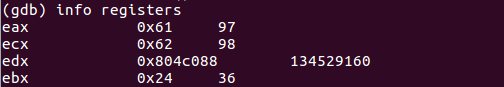 (gdb) info registers
eax 0x61 97
ecx 0x62 98
edx 0x804c088 134529160
ebx 0x24 36